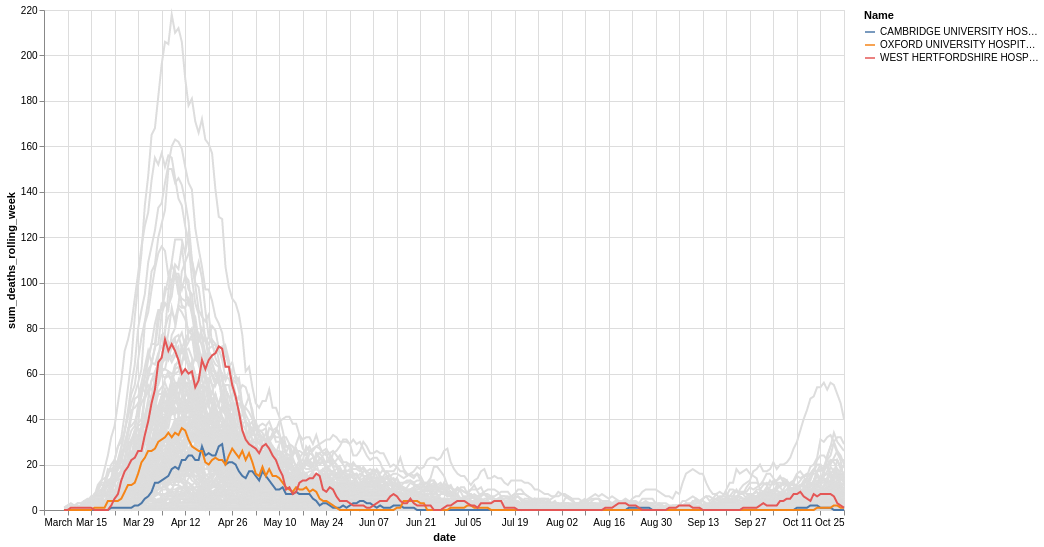 220
200
180
160
140
120
100
80
60
40
20
0
sum_deaths_rolling_week
March Mar 15 Mar 29 Apr 12 Apr 26 May 10 May 24 Jun 07 Jun 21 Jul 05 Jul 19 Aug 02 Aug 16 Aug 30 Sep 13 Sep 27 Oct 11 Oct 25
date
Name
CAMBRIDGE UNIVERSITY HOS…
OXFORD UNIVERSITY HOSPIT…
WEST HERTFORDSHIRE HOSP…